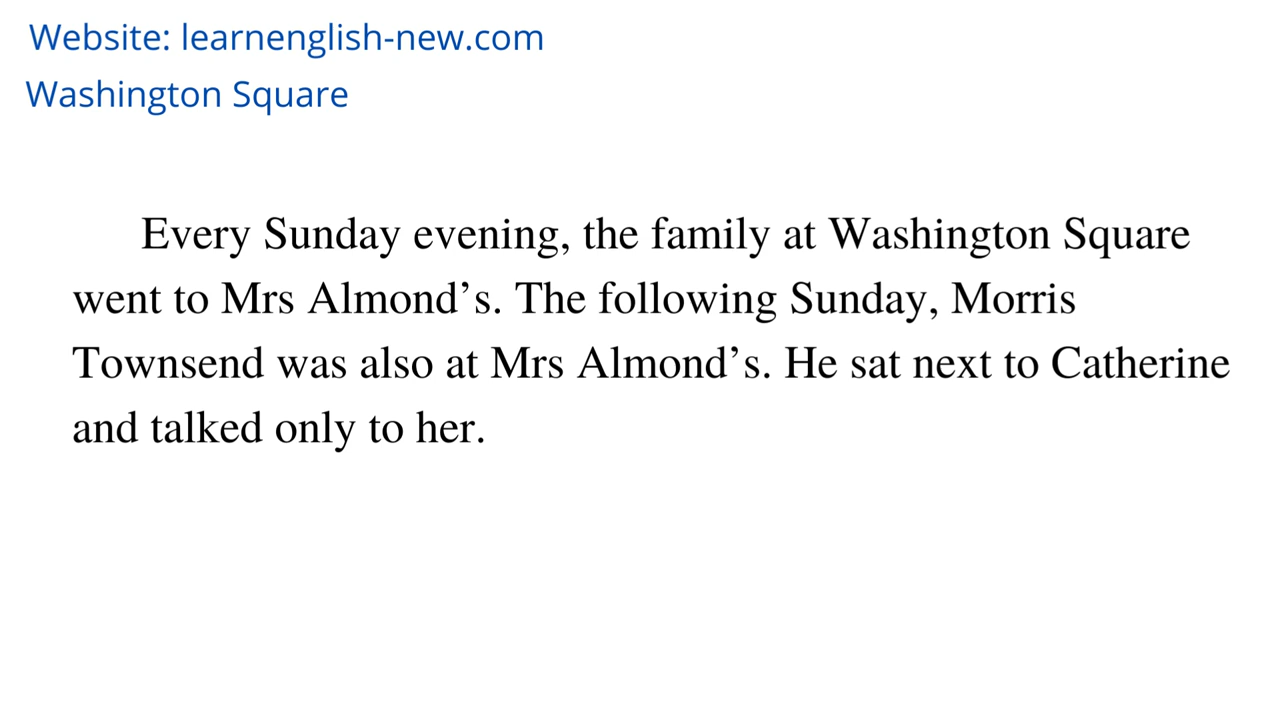 Website: learnenglish-new.com
Washington Square
Every Sunday evening, the family at Washington Square
went to Mrs Almond’s. The following Sunday, Morris
Townsend was also at Mrs Almond’s. He sat next to Catherine
and talked only to her.